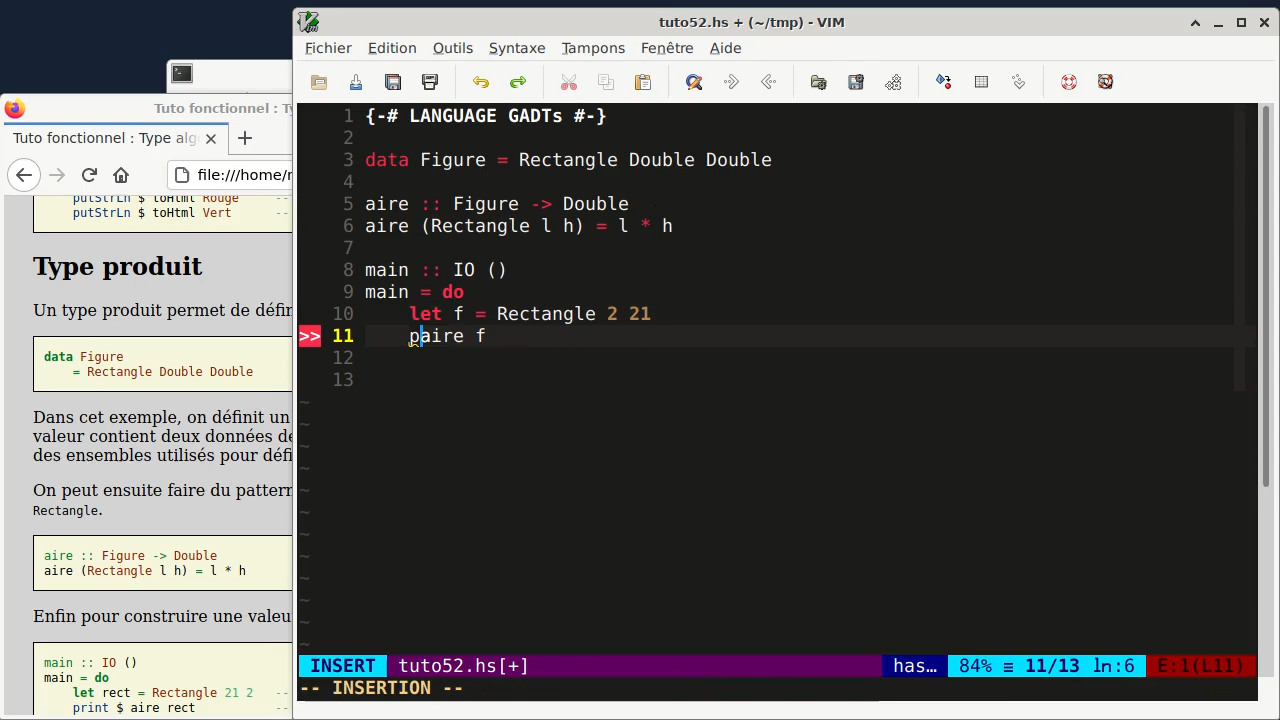 tuto52.hs + (~/tmp) - VIM
Fichier Edition Outils Syntaxe Tampons Fenêtre Aide
1 {-# LANGUAGE GADTs #-}
2
3 data Figure = Rectangle Double Double
4
5 aire :: Figure -> Double
6 aire (Rectangle l h) = l * h
7
8 main :: IO ()
9 main = do
10 let f = Rectangle 2 21
>> 11 paire f
12
13
~
~
~
~
~
~
~
~
~
~
~
~
INSERT tuto52.hs[+] has… 84% ≡ 11/13 ln:6 E:1(L11)
-- INSERTION --
Tuto fonctionnel : Ty
Tuto fonctionnel : Type alg
file:///home/n
putStrLn $ toHtml Rouge --
putStrLn $ toHtml Vert --
Type produit
Un type produit permet de défin
data Figure
= Rectangle Double Double
Dans cet exemple, on définit un
valeur contient deux données de
des ensembles utilisés pour défi
On peut ensuite faire du pattern
Rectangle.
aire :: Figure -> Double
aire (Rectangle l h) = l * h
Enfin pour construire une valeu
main :: IO ()
main = do
let rect = Rectangle 21 2 --
print $ aire rect --